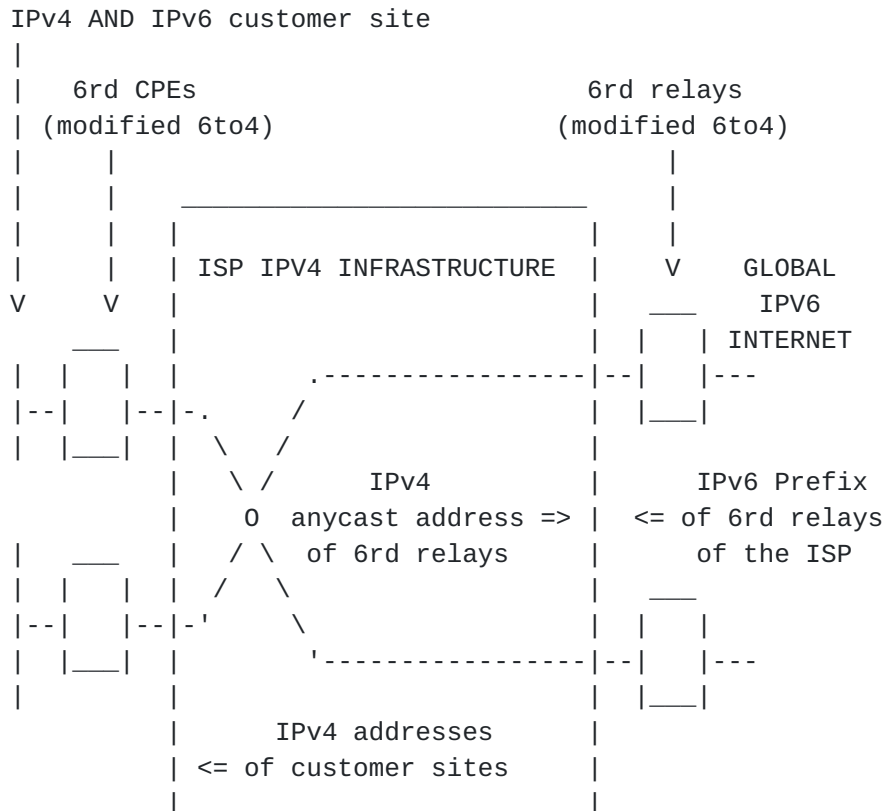 IPv4 AND IPv6 customer site
6rd CPEs 6rd relays
(modified 6to4) (modified 6to4)
ISP IPV4 INFRASTRUCTURE V GLOBAL
V V IPV6
INTERNET
IPv4 IPv6 Prefix
O anycast address => <= of 6rd relays
of 6rd relays of the ISP
IPv4 addresses
<= of customer sites